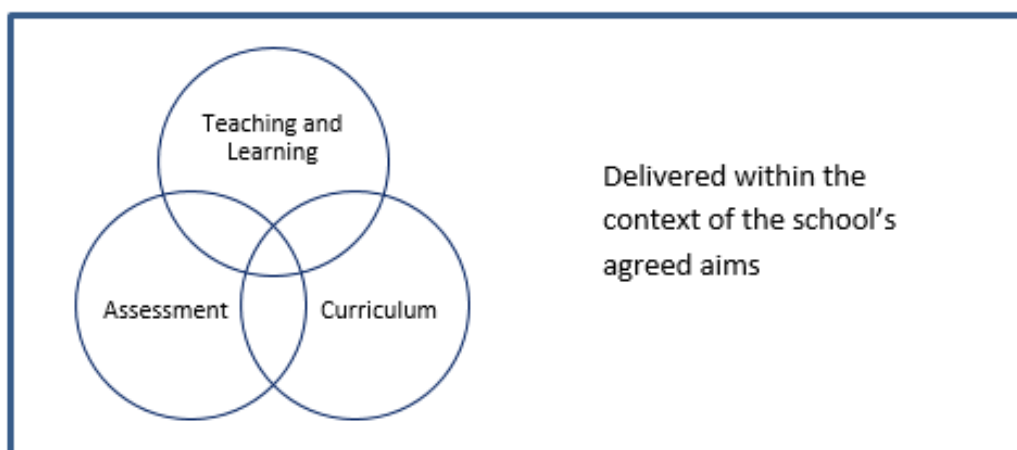 Teaching and
Learning
Assessment
Curriculum
Delivered within the
context of the school’s
agreed aims